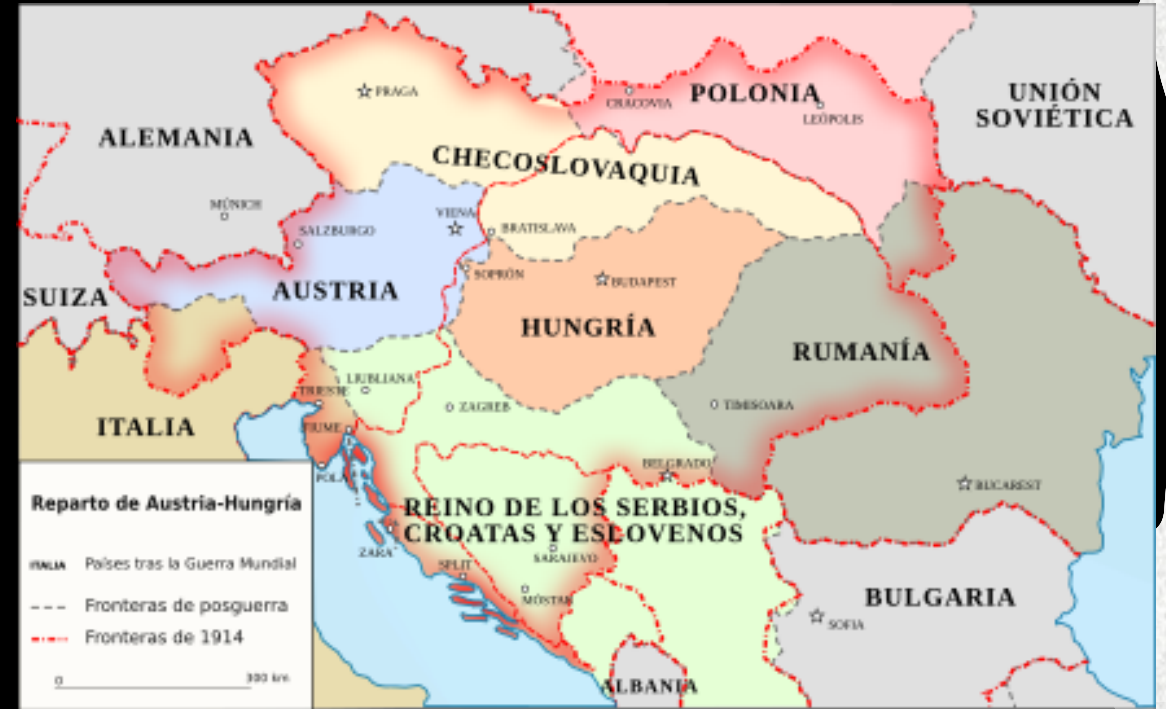 PRAGA
CRACOVIA
POLONIA
LEÓPOLIS
UNIÓN
SOVIÉTICA
ALEMANIA
CHECOSLOVAQUIA
MÚNICH
SALZBURGO
VIENA
BRATISLAVA
SOPRÓN
BUDAPEST
SUIZA
AUSTRIA
HUNGRÍA
RUMANÍA
LIUBLIANA
TRIESTE
ZAGREB
TIMISOARA
ITALIA
FIUME
POLA
BELGRADO
BUCAREST
REINO DE LOS SERBIOS,
CROATAS Y ESLOVENOS
ZARA
SARAJEVO
SPLIT
MÓSTAR
BULGARIA
SOFIA
ALBANIA
Reparto de Austria-Hungría
ITALIA Países tras la Guerra Mundial
Fronteras de posguerra
Fronteras de 1914
0 300 km